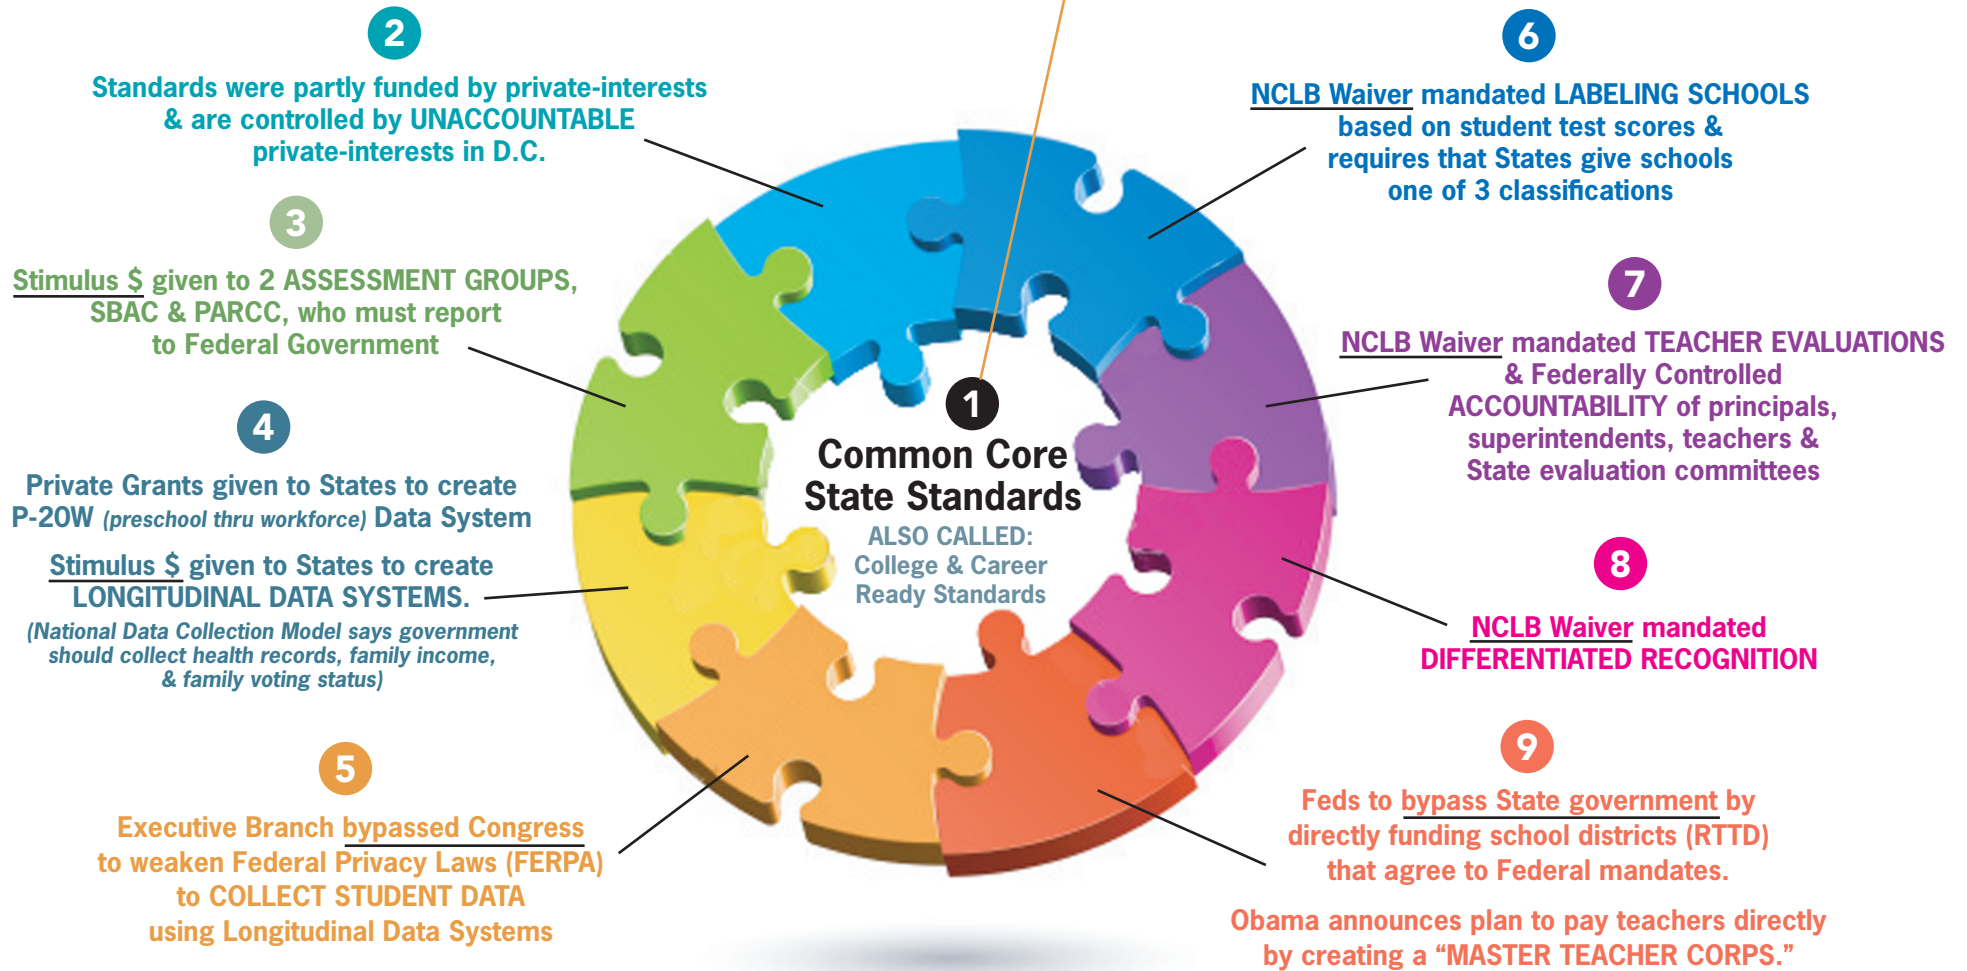 1
Common Core
State Standards
ALSO CALLED:
College & Career
Ready Standards
2
Standards were partly funded by private-interests
& are controlled by UNACCOUNTABLE
private-interests in D.C.
3
Stimulus $ given to 2 ASSESSMENT GROUPS,
SBAC & PARCC, who must report
to Federal Government
4
Private Grants given to States to create
P-20W (preschool thru workforce) Data System
Stimulus $ given to States to create
LONGITUDINAL DATA SYSTEMS.
(National Data Collection Model says government
should collect health records, family income,
& family voting status)
5
Executive Branch bypassed Congress
to weaken Federal Privacy Laws (FERPA)
to COLLECT STUDENT DATA
using Longitudinal Data Systems
6
NCLB Waiver mandated LABELING SCHOOLS
based on student test scores &
requires that States give schools
one of 3 classifications
7
NCLB Waiver mandated TEACHER EVALUATIONS
& Federally Controlled
ACCOUNTABILITY of principals,
superintendents, teachers &
State evaluation committees
8
NCLB Waiver mandated
DIFFERENTIATED RECOGNITION
9
Feds to bypass State government by
directly funding school districts (RTTD)
that agree to Federal mandates.
Obama announces plan to pay teachers directly
by creating a “MASTER TEACHER CORPS.”